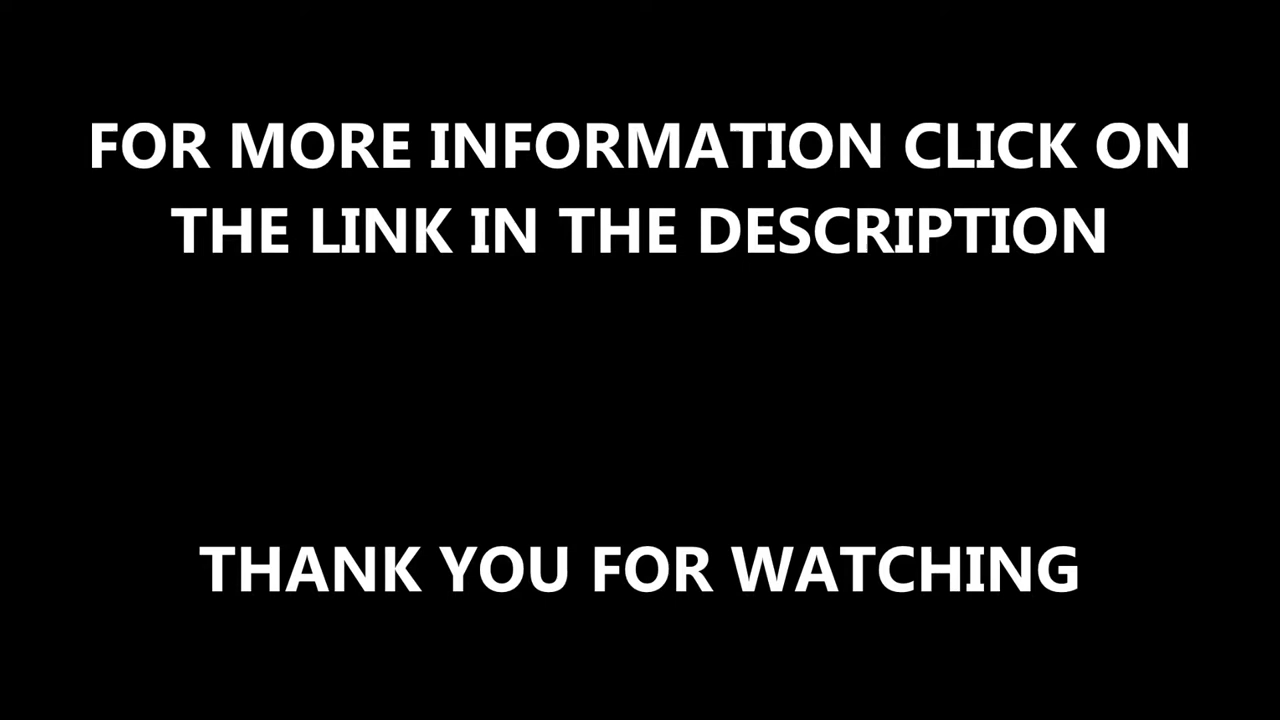 FOR MORE INFORMATION CLICK ON
THE LINK IN THE DESCRIPTION
THANK YOU FOR WATCHING